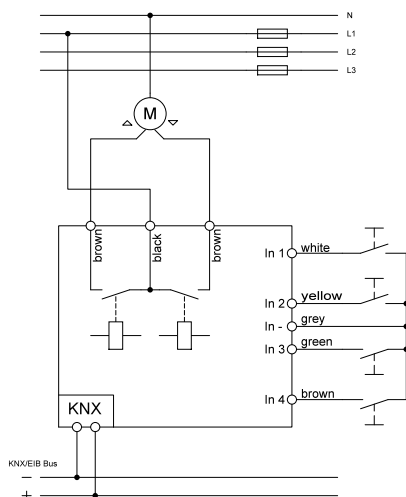 N
L1
L2
L3
M
brown
black
brown
In 1
white
In 2
yellow
In -
grey
In 3
green
In 4
brown
KNX
KNX/EIB Bus
—
+